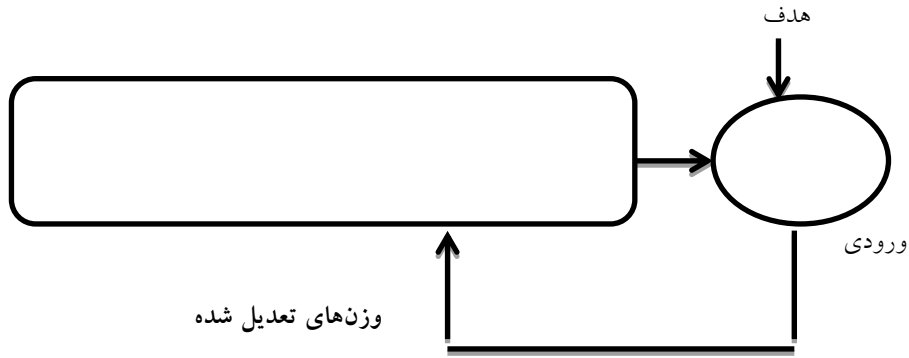 هدف
ورودی
وزن‌های تعدیل شده